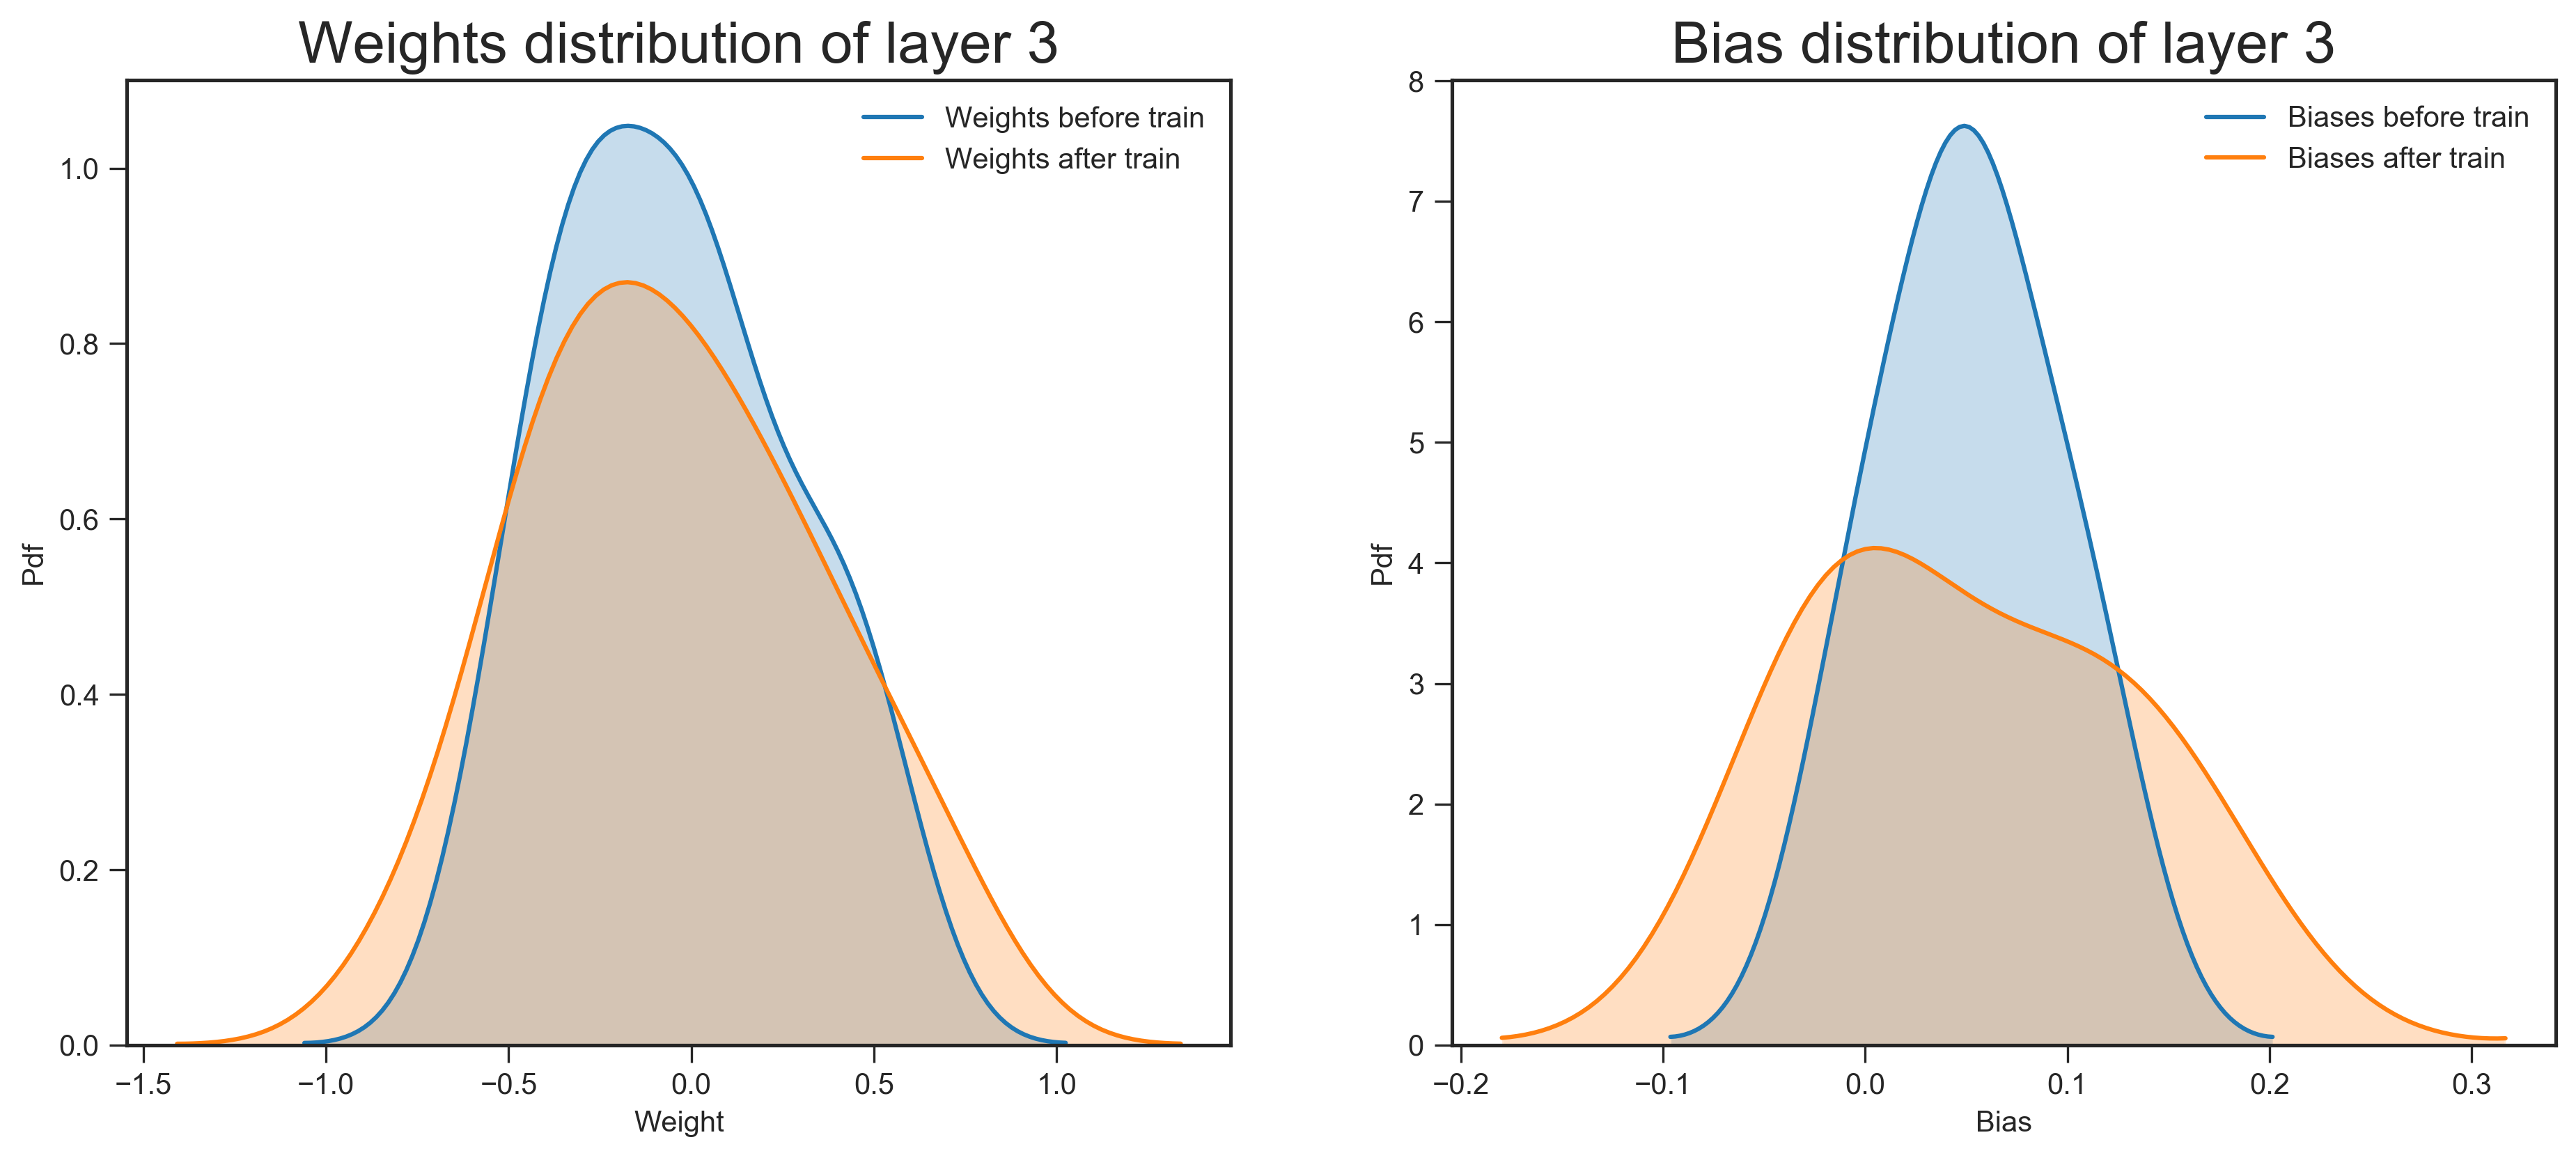 Weights distribution of layer 3
Weights before train
Weights after train
Pdf
1.0
0.8
0.6
0.4
0.2
0.0
−1.5 −1.0 −0.5 0.0 0.5 1.0
Weight
Bias distribution of layer 3
Biases before train
Biases after train
Pdf
8
7
6
5
4
3
2
1
0
−0.2 −0.1 0.0 0.1 0.2 0.3
Bias